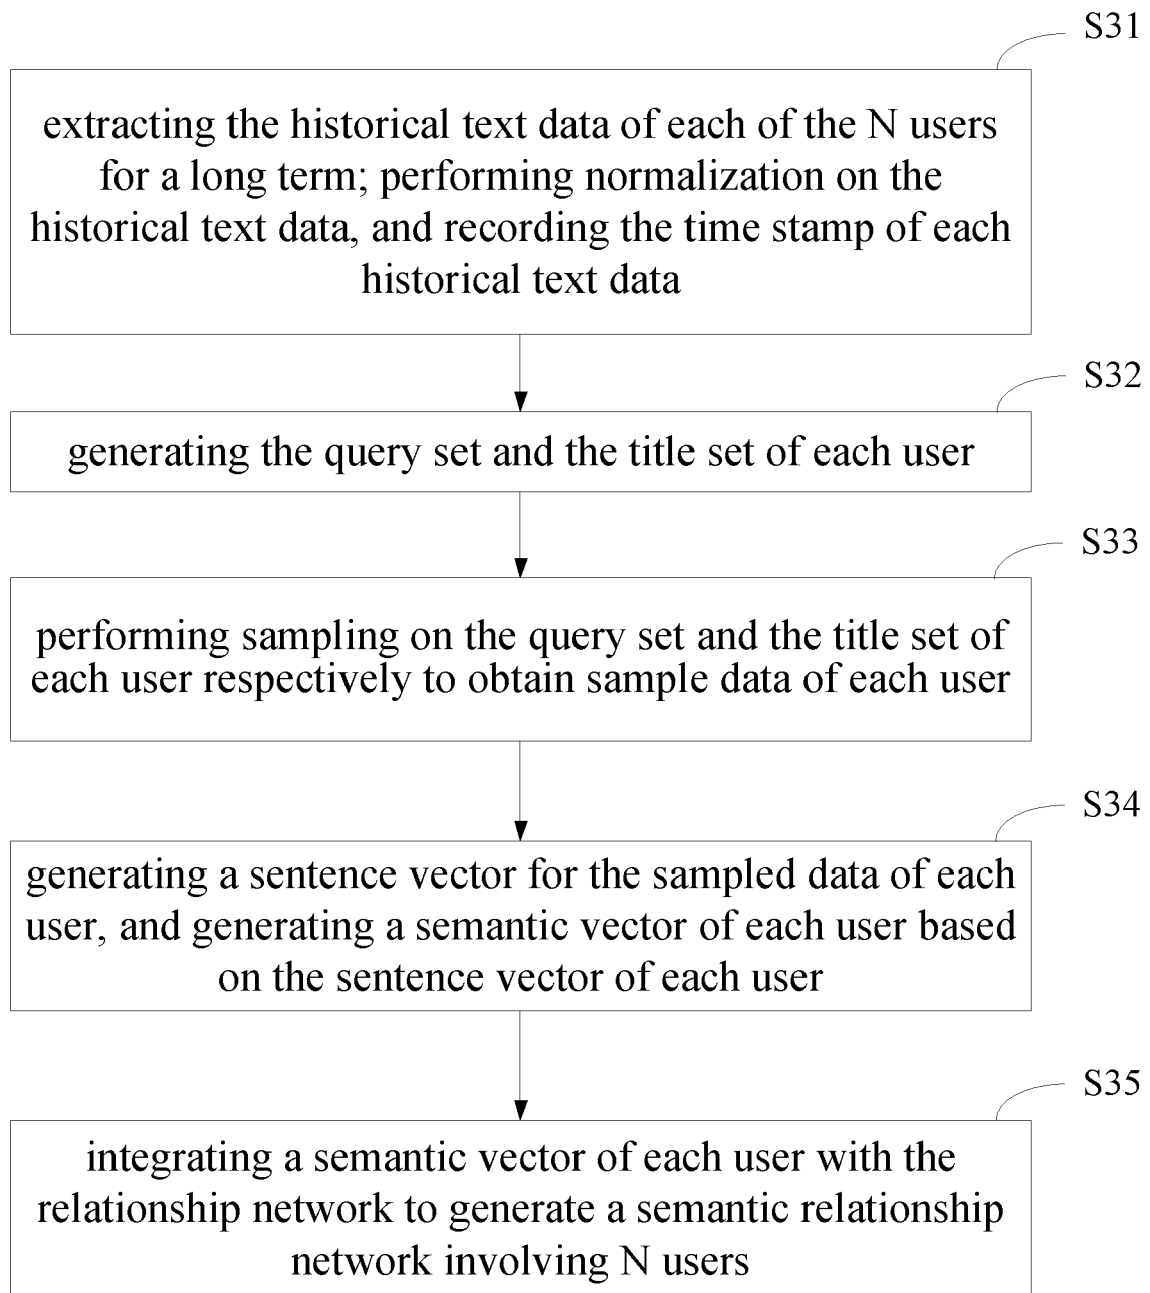 S31
extracting the historical text data of each of the N users
for a long term; performing normalization on the
historical text data, and recording the time stamp of each
historical text data
S32
generating the query set and the title set of each user
S33
performing sampling on the query set and the title set of
each user respectively to obtain sample data of each user
S34
generating a sentence vector for the sampled data of each
user, and generating a semantic vector of each user based
on the sentence vector of each user
S35
integrating a semantic vector of each user with the
relationship network to generate a semantic relationship
network involving N users